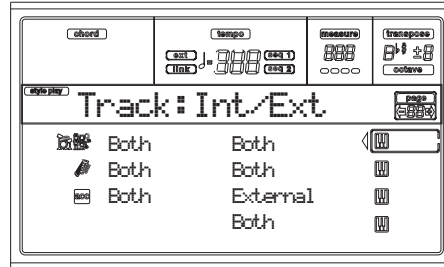 chord tempo measure transpose
ext seq 1
link seq 2
octave
style play
Track:Int/Ext
page
Both Both
Both Both
acc Both External
Both